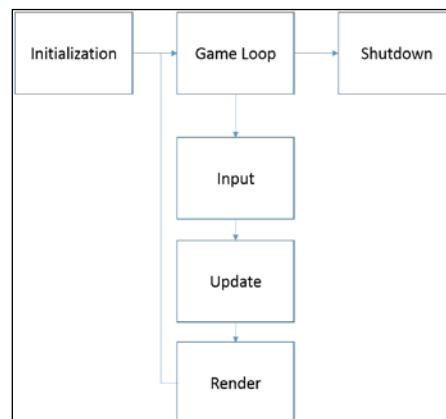 Initialization
Game Loop
Shutdown
Input
Update
Render